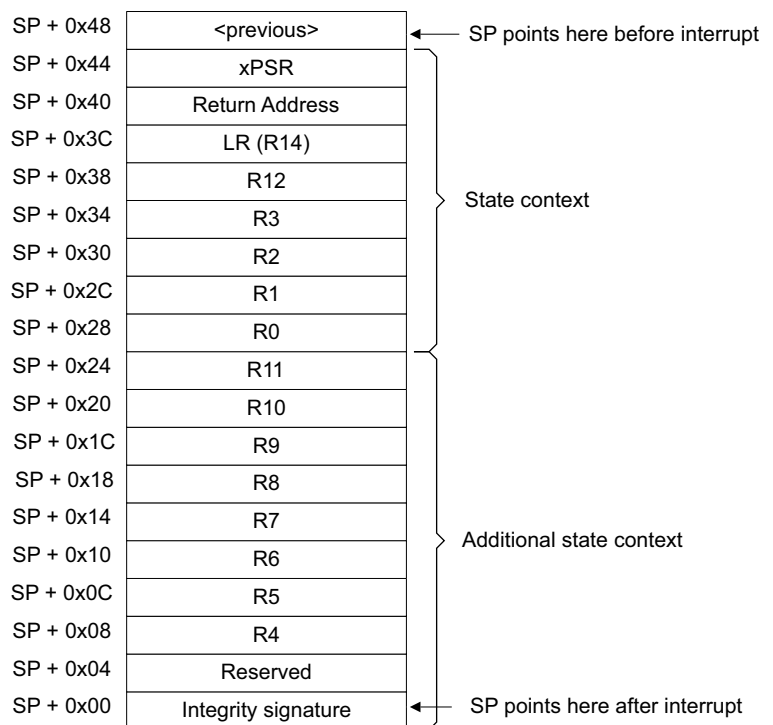 SP + 0x48 <previous> SP points here before interrupt
SP + 0x44 xPSR
SP + 0x40 Return Address
SP + 0x3C LR (R14)
SP + 0x38 R12
State context
SP + 0x34 R3
SP + 0x30 R2
SP + 0x2C R1
SP + 0x28 R0
SP + 0x24 R11
SP + 0x20 R10
SP + 0x1C R9
SP + 0x18 R8
SP + 0x14 R7
Additional state context
SP + 0x10 R6
SP + 0x0C R5
SP + 0x08 R4
SP + 0x04 Reserved
SP + 0x00 Integrity signature SP points here after interrupt